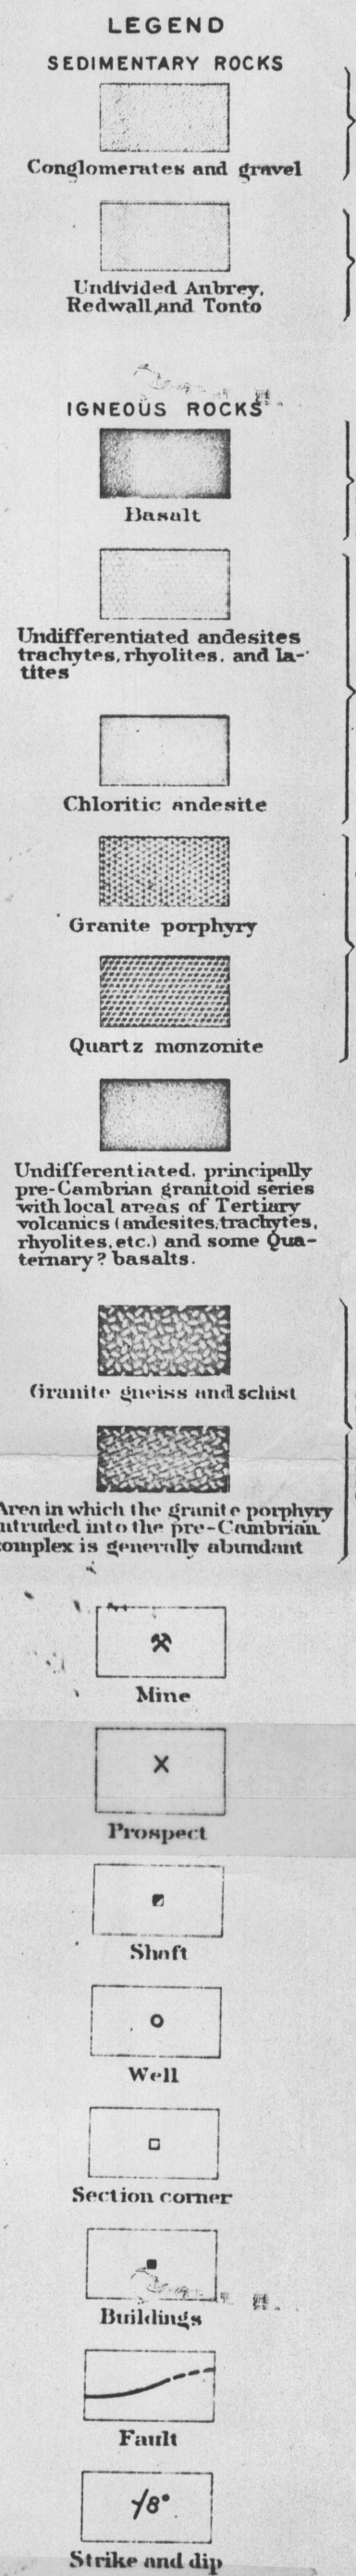 LEGEND
SEDIMENTARY ROCKS
Conglomerates and gravel
Undivided Aubrey,
Redwall, and Tonto
IGNEOUS ROCKS
Basalt
Undifferentiated andesites
trachytes, rhyolites, and la-
tites
Chloritic andesite
Granite porphyry
Quartz monzonite
Undifferentiated, principally
pre-Cambrian granitoid series
with local areas of Tertiary
volcanics (andesites, trachytes,
rhyolites, etc.) and some Qua-
ternary? basalts.
Granite gneiss and schist
Area in which the granite porphyry
ntruded into the pre-Cambrian
omplex is generally abundant
Mine
Prospect
Shaft
Well
Section corner
Buildings
Fault
18°
Strike and dip